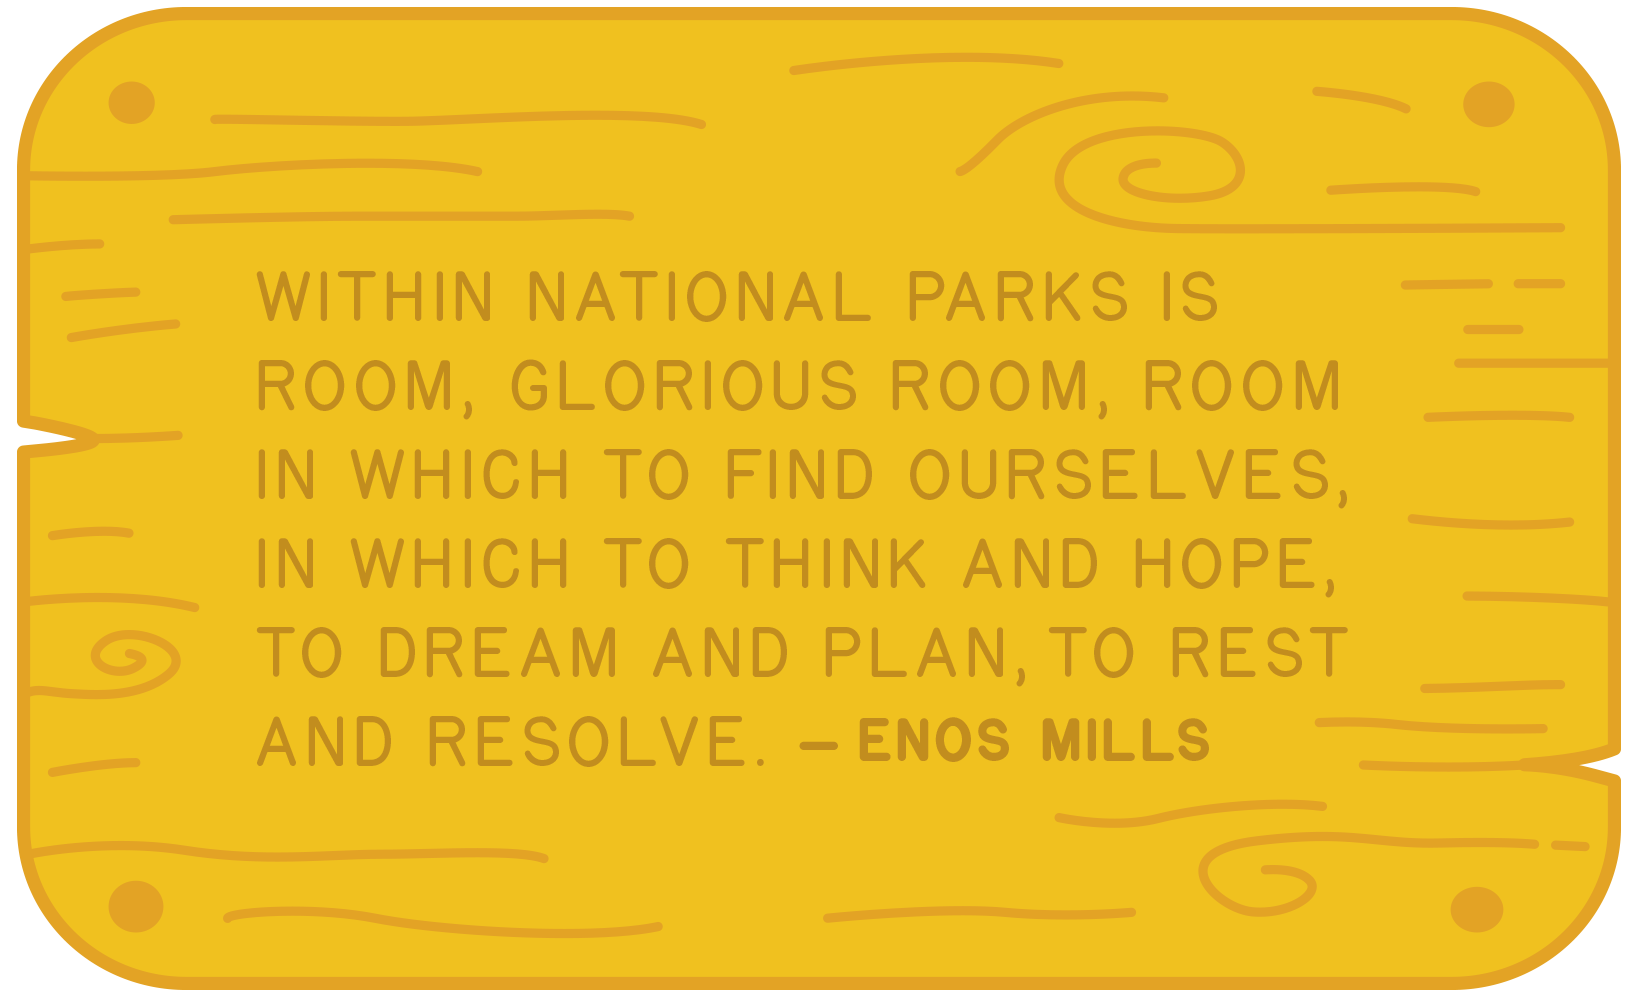 WITHIN NATIONAL PARKS IS
ROOM, GLORIOUS ROOM, ROOM
IN WHICH TO FIND OURSELVES,
IN WHICH TO THINK AND HOPE,
TO DREAM AND PLAN, TO REST
AND RESOLVE. – ENOS MILLS